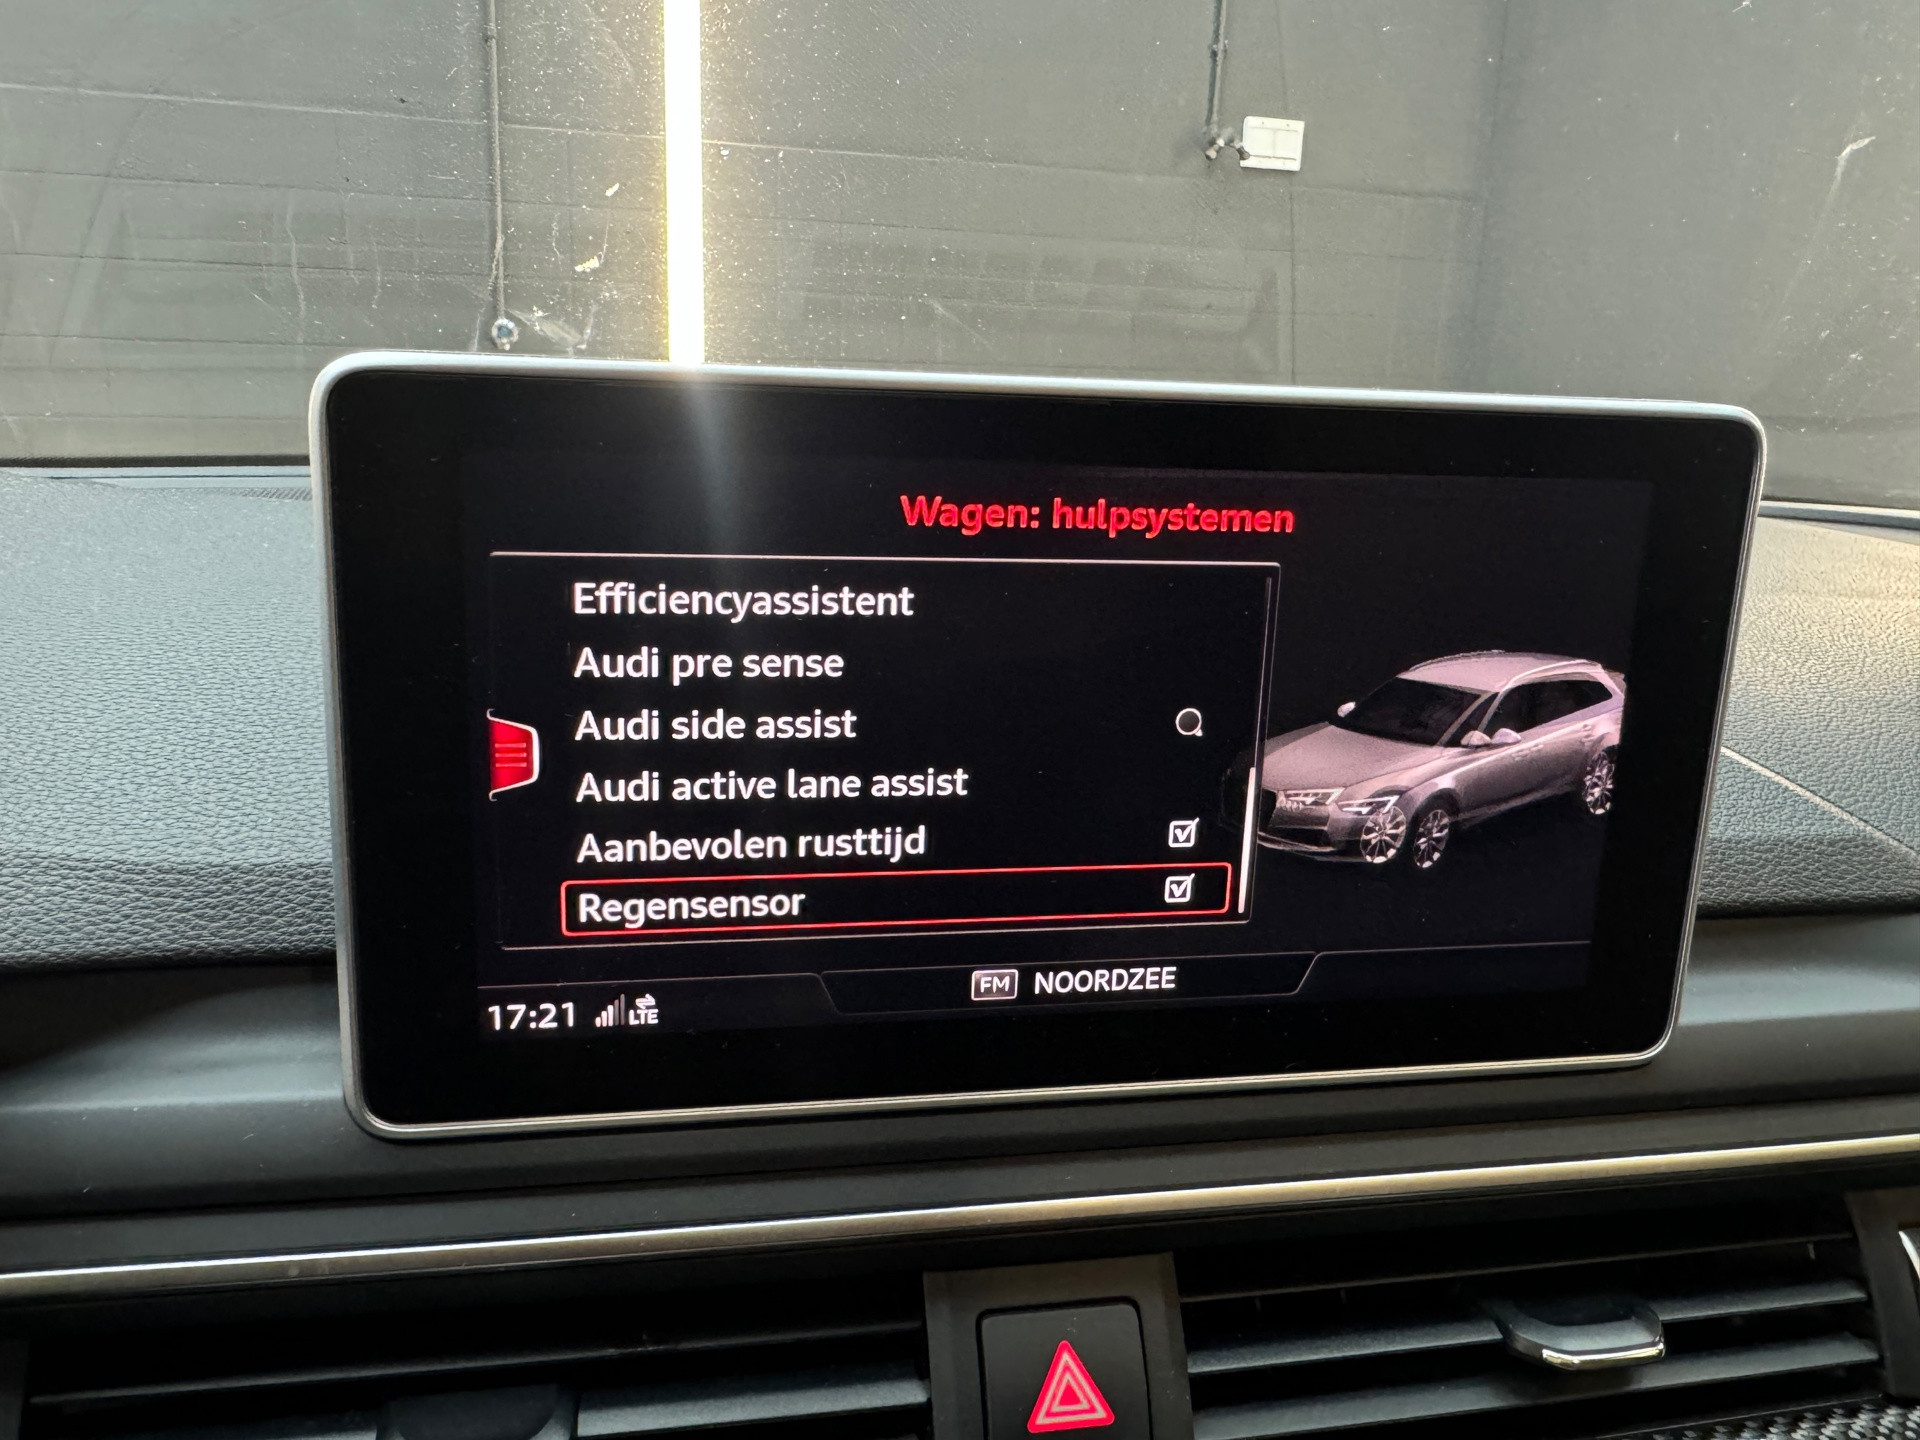 Wagen: hulpsystemen
Efficiencyassistent
Audi pre sense
Audi side assist
Audi active lane assist
Aanbevolen rusttijd
Regensensor
FM NOORDZEE
17:21 LTE